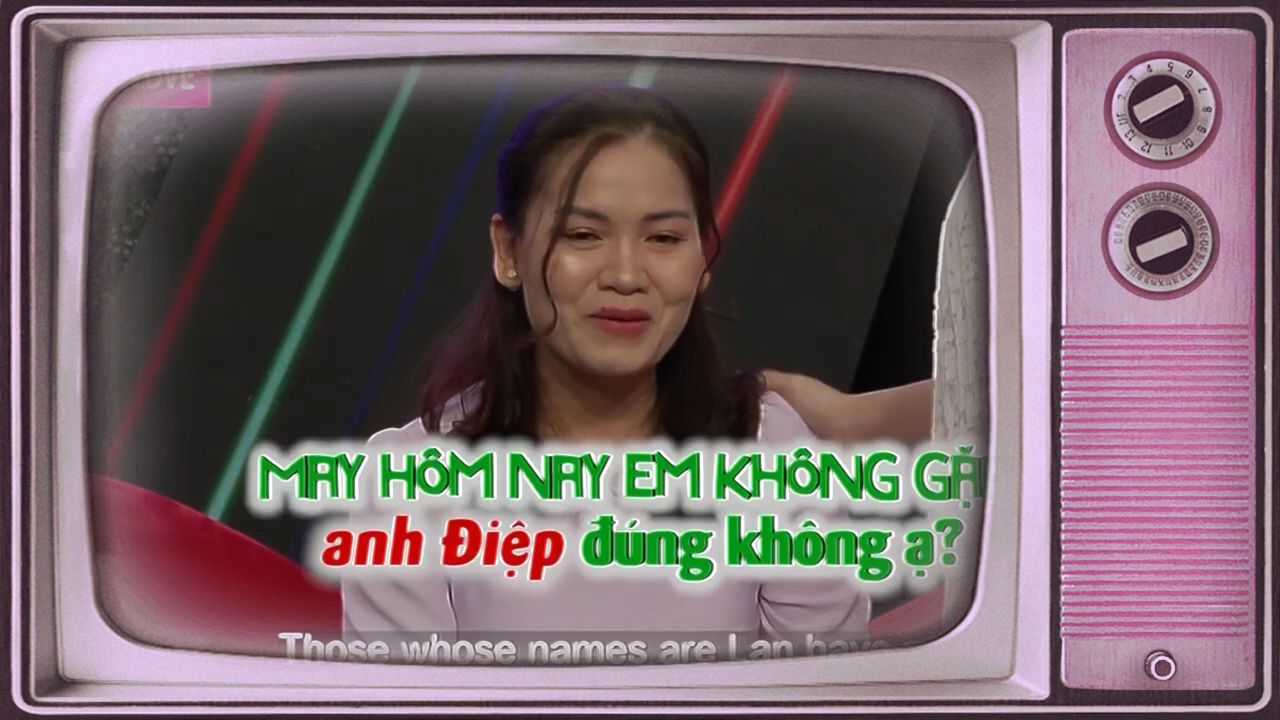 MAY HÔM NAY EM KHÔNG GẶ
anh Điệp đúng không ạ?
Those whose names are Lan have